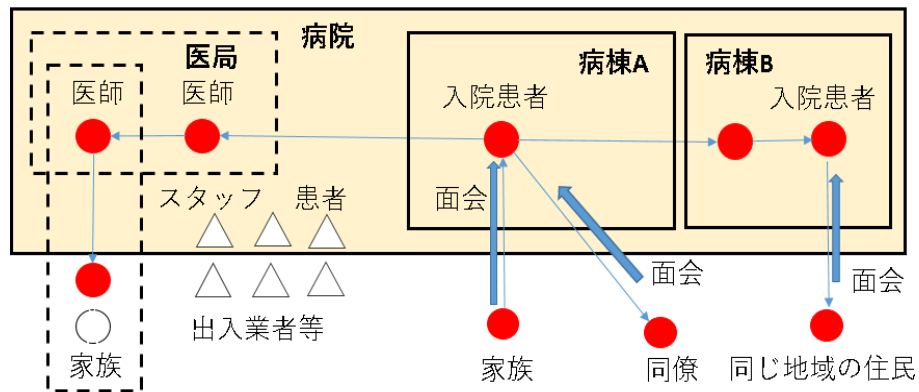 病院
医局
病棟A
病棟B
医師
医師
入院患者
入院患者
スタッフ
患者
面会
面会
面会
出入業者等
家族
家族
同僚
同じ地域の住民